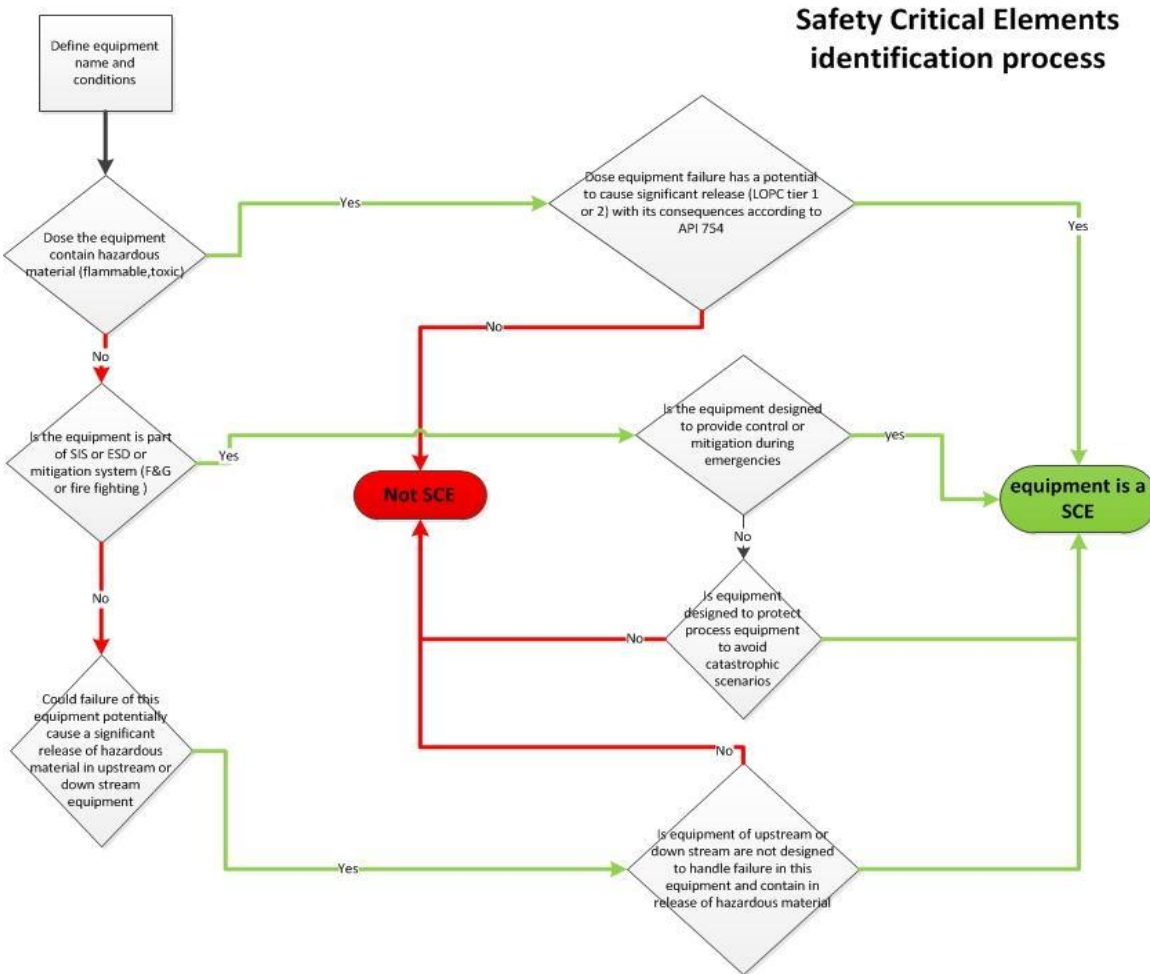 Safety Critical Elements
identification process
Define equipment
name and
conditions
Dose equipment failure has a potential
to cause significant release (LOPC tier 1
or 2) with its consequences according to
API 754
Yes
Yes
Dose the equipment
contain hazardous
material (flammable,toxic)
No
No
Is the equipment is part
of SIS or ESD or
mitigation system (F&G
or fire fighting )
Yes
Is the equipment designed
to provide control or
mitigation during
emergencies
yes
Not SCE
equipment is a
SCE
No
No
Is equipment
designed to protect
process equipment
to avoid
catastrophic
scenarios
No
Could failure of this
equipment potentially
cause a significant
release of hazardous
material in upstream or
down stream
equipment
No
Yes
Is equipment of upstream or
down stream are not designed
to handle failure in this
equipment and contain in
release of hazardous material